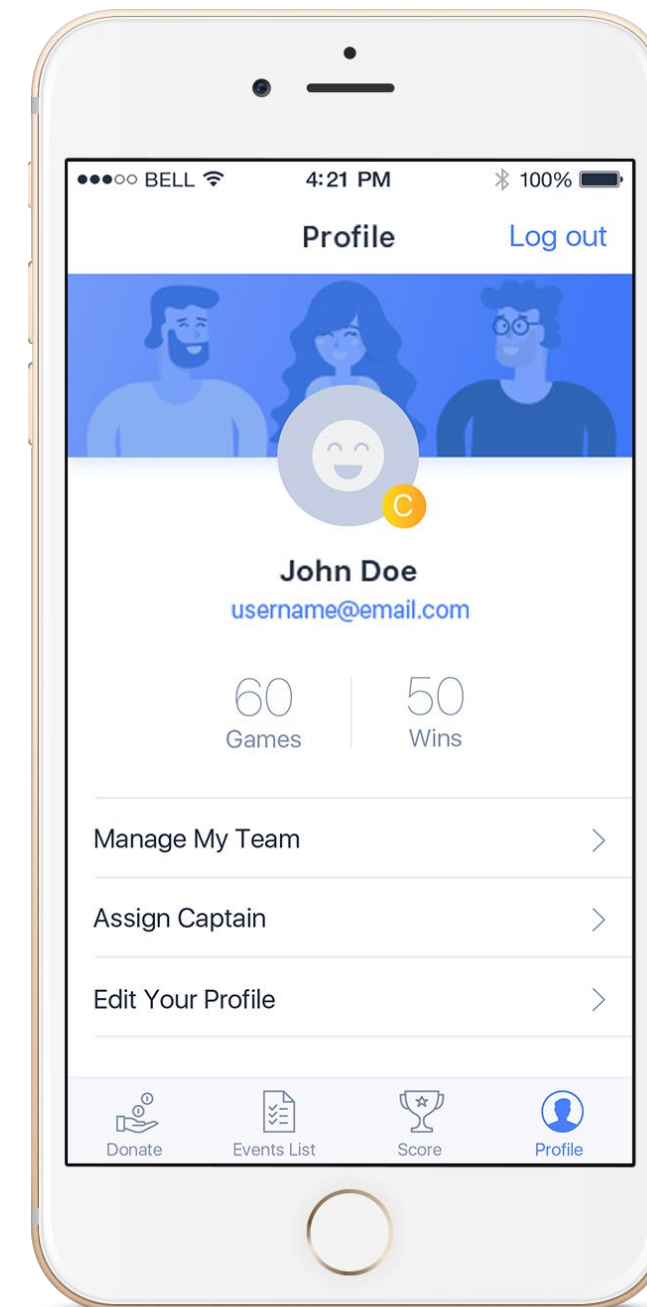 BELL 4:21 PM 100%
Profile Log out
C
John Doe
username@email.com
60 50
Games Wins
Manage My Team
Assign Captain
Edit Your Profile
Donate Events List Score Profile